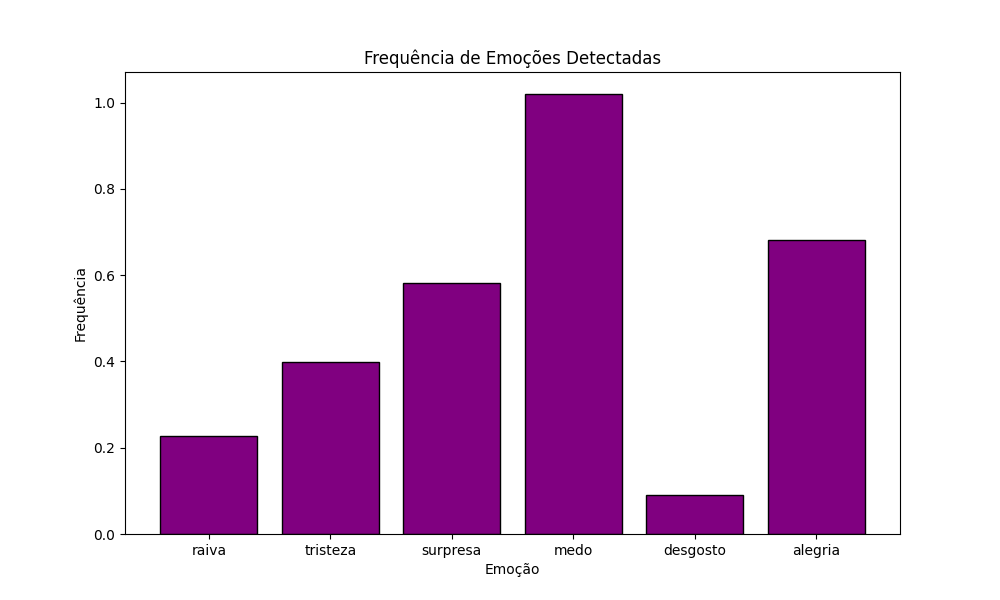 Frequência de Emoções Detectadas
1.0
0.8
0.6
0.4
0.2
0.0
Frequência
raiva tristeza surpresa medo desgosto alegria
Emoção